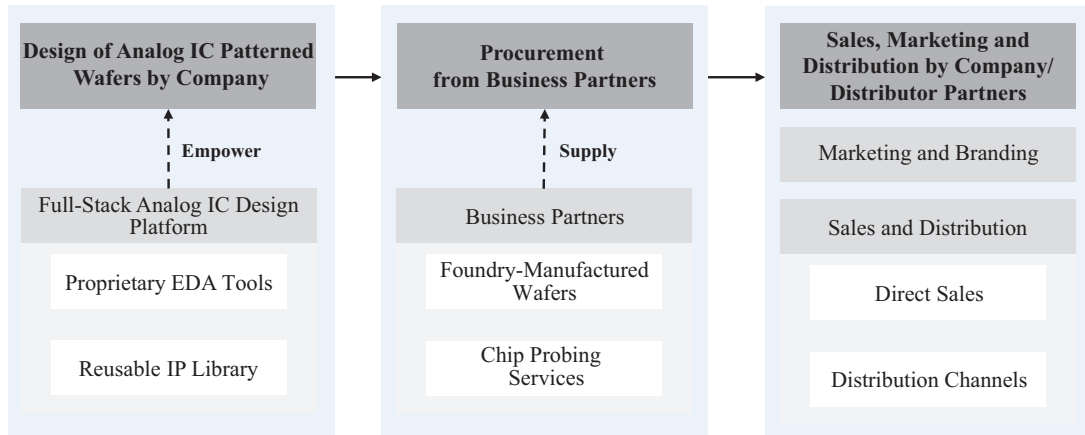 Design of Analog IC Patterned
Wafers by Company
Empower
Full-Stack Analog IC Design
Platform
Proprietary EDA Tools
Reusable IP Library
Procurement
from Business Partners
Supply
Business Partners
Foundry-Manufactured
Wafers
Chip Probing
Services
Sales, Marketing and
Distribution by Company/
Distributor Partners
Marketing and Branding
Sales and Distribution
Direct Sales
Distribution Channels